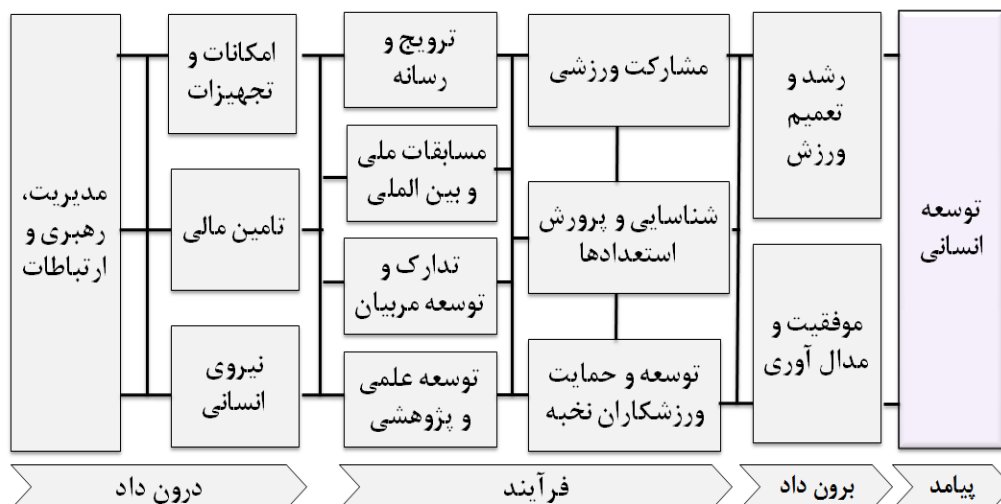 مدیریت،
رهبری و
ارتباطات
امکانات و
تجهیزات
تامین مالی
نیروی
انسانی
ترویج و
رسانه
مسابقات ملی
و بین المللی
تدارک و
توسعه مربیان
توسعه علمی
و پژوهشی
مشارکت ورزشی
شناسایی و پرورش
استعدادها
توسعه و حمایت
ورزشکاران نخبه
رشد و
تعمیم
ورزش
موفقیت و
مدال آوری
توسعه
انسانی
درون داد
فرآیند
برون داد
پیامد